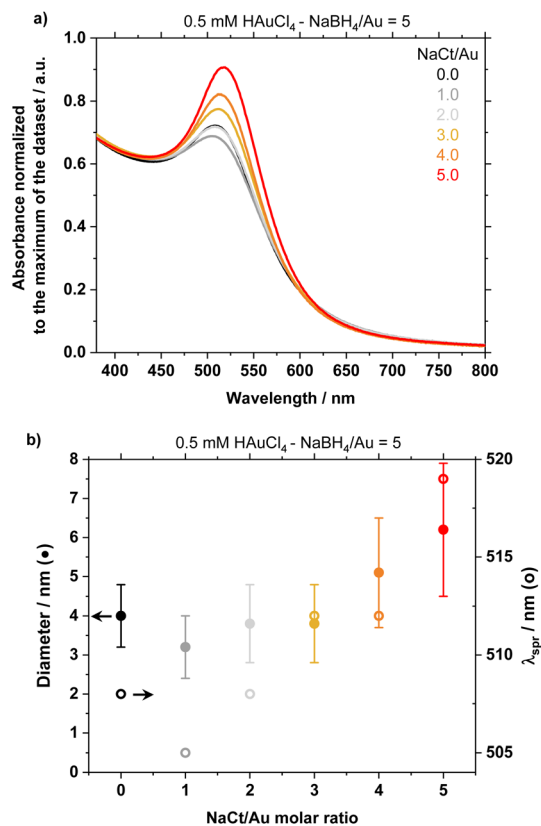 a)
0.5 mM HAuCl4 - NaBH4/Au = 5
Absorbance normalized
to the maximum of the dataset / a.u.
1.0
0.8
0.6
0.4
0.2
0.0
NaCt/Au
0.0
1.0
2.0
3.0
4.0
5.0
400 450 500 550 600 650 700 750 800
Wavelength / nm
b)
0.5 mM HAuCl4 - NaBH4/Au = 5
Diameter / nm (●)
8
7
6
5
4
3
2
1
0
520
515
510
505
λspr / nm (o)
0 1 2 3 4 5
NaCt/Au molar ratio